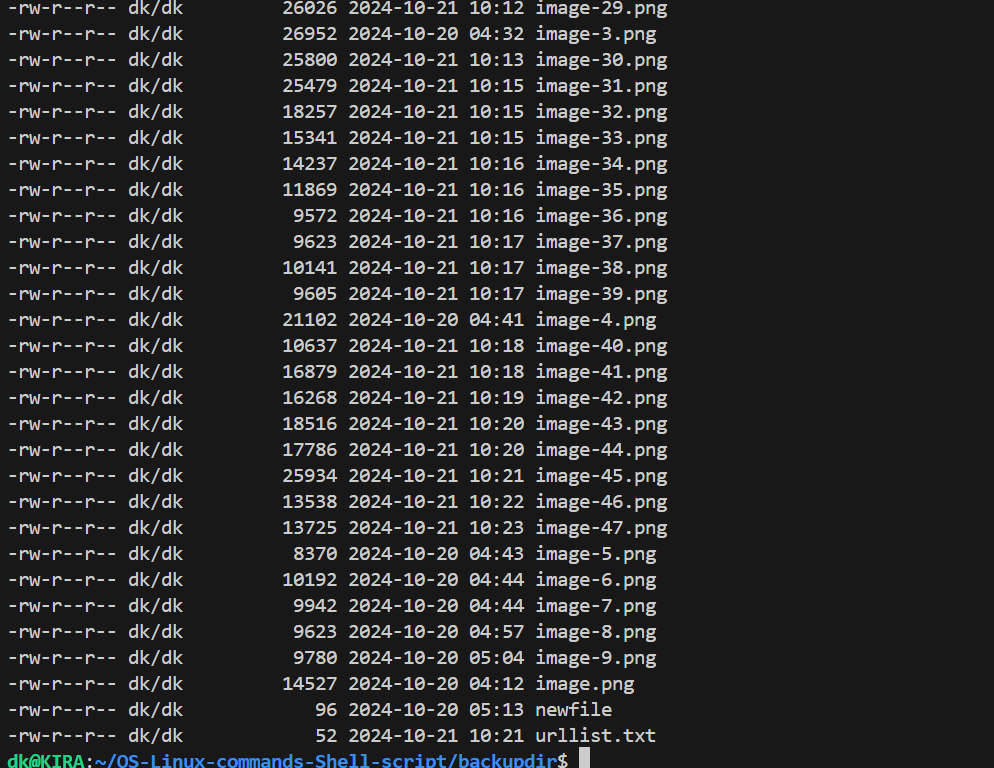 -rw-r--r-- dk/dk         26026 2024-10-21 10:12 image-29.png
-rw-r--r-- dk/dk         26952 2024-10-20 04:32 image-3.png
-rw-r--r-- dk/dk         25800 2024-10-21 10:13 image-30.png
-rw-r--r-- dk/dk         25479 2024-10-21 10:15 image-31.png
-rw-r--r-- dk/dk         18257 2024-10-21 10:15 image-32.png
-rw-r--r-- dk/dk         15341 2024-10-21 10:15 image-33.png
-rw-r--r-- dk/dk         14237 2024-10-21 10:16 image-34.png
-rw-r--r-- dk/dk         11869 2024-10-21 10:16 image-35.png
-rw-r--r-- dk/dk          9572 2024-10-21 10:16 image-36.png
-rw-r--r-- dk/dk          9623 2024-10-21 10:17 image-37.png
-rw-r--r-- dk/dk         10141 2024-10-21 10:17 image-38.png
-rw-r--r-- dk/dk          9605 2024-10-21 10:17 image-39.png
-rw-r--r-- dk/dk         21102 2024-10-20 04:41 image-4.png
-rw-r--r-- dk/dk         10637 2024-10-21 10:18 image-40.png
-rw-r--r-- dk/dk         16879 2024-10-21 10:18 image-41.png
-rw-r--r-- dk/dk         16268 2024-10-21 10:19 image-42.png
-rw-r--r-- dk/dk         18516 2024-10-21 10:20 image-43.png
-rw-r--r-- dk/dk         17786 2024-10-21 10:20 image-44.png
-rw-r--r-- dk/dk         25934 2024-10-21 10:21 image-45.png
-rw-r--r-- dk/dk         13538 2024-10-21 10:22 image-46.png
-rw-r--r-- dk/dk         13725 2024-10-21 10:23 image-47.png
-rw-r--r-- dk/dk          8370 2024-10-20 04:43 image-5.png
-rw-r--r-- dk/dk         10192 2024-10-20 04:44 image-6.png
-rw-r--r-- dk/dk          9942 2024-10-20 04:44 image-7.png
-rw-r--r-- dk/dk          9623 2024-10-20 04:57 image-8.png
-rw-r--r-- dk/dk          9780 2024-10-20 05:04 image-9.png
-rw-r--r-- dk/dk         14527 2024-10-20 04:12 image.png
-rw-r--r-- dk/dk            96 2024-10-20 05:13 newfile
-rw-r--r-- dk/dk            52 2024-10-21 10:21 urllist.txt
dk@KIRA:~/OS-Linux-commands-Shell-script/backupdir$